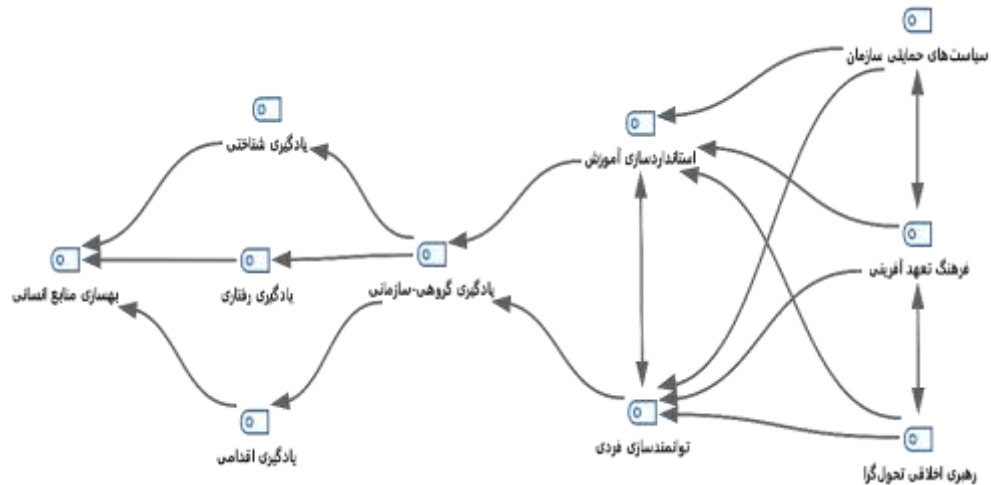 سیاست‌های حمایتی سازمان
یادگیری شناختی
استانداردسازی آموزش
فرهنگ تعهد آفرینی
یادگیری گروهی-سازمانی
یادگیری رفتاری
بهسازی منابع انسانی
توانمندسازی فردی
یادگیری اقدامی
رهبری اخلاقی تحول‌گرا